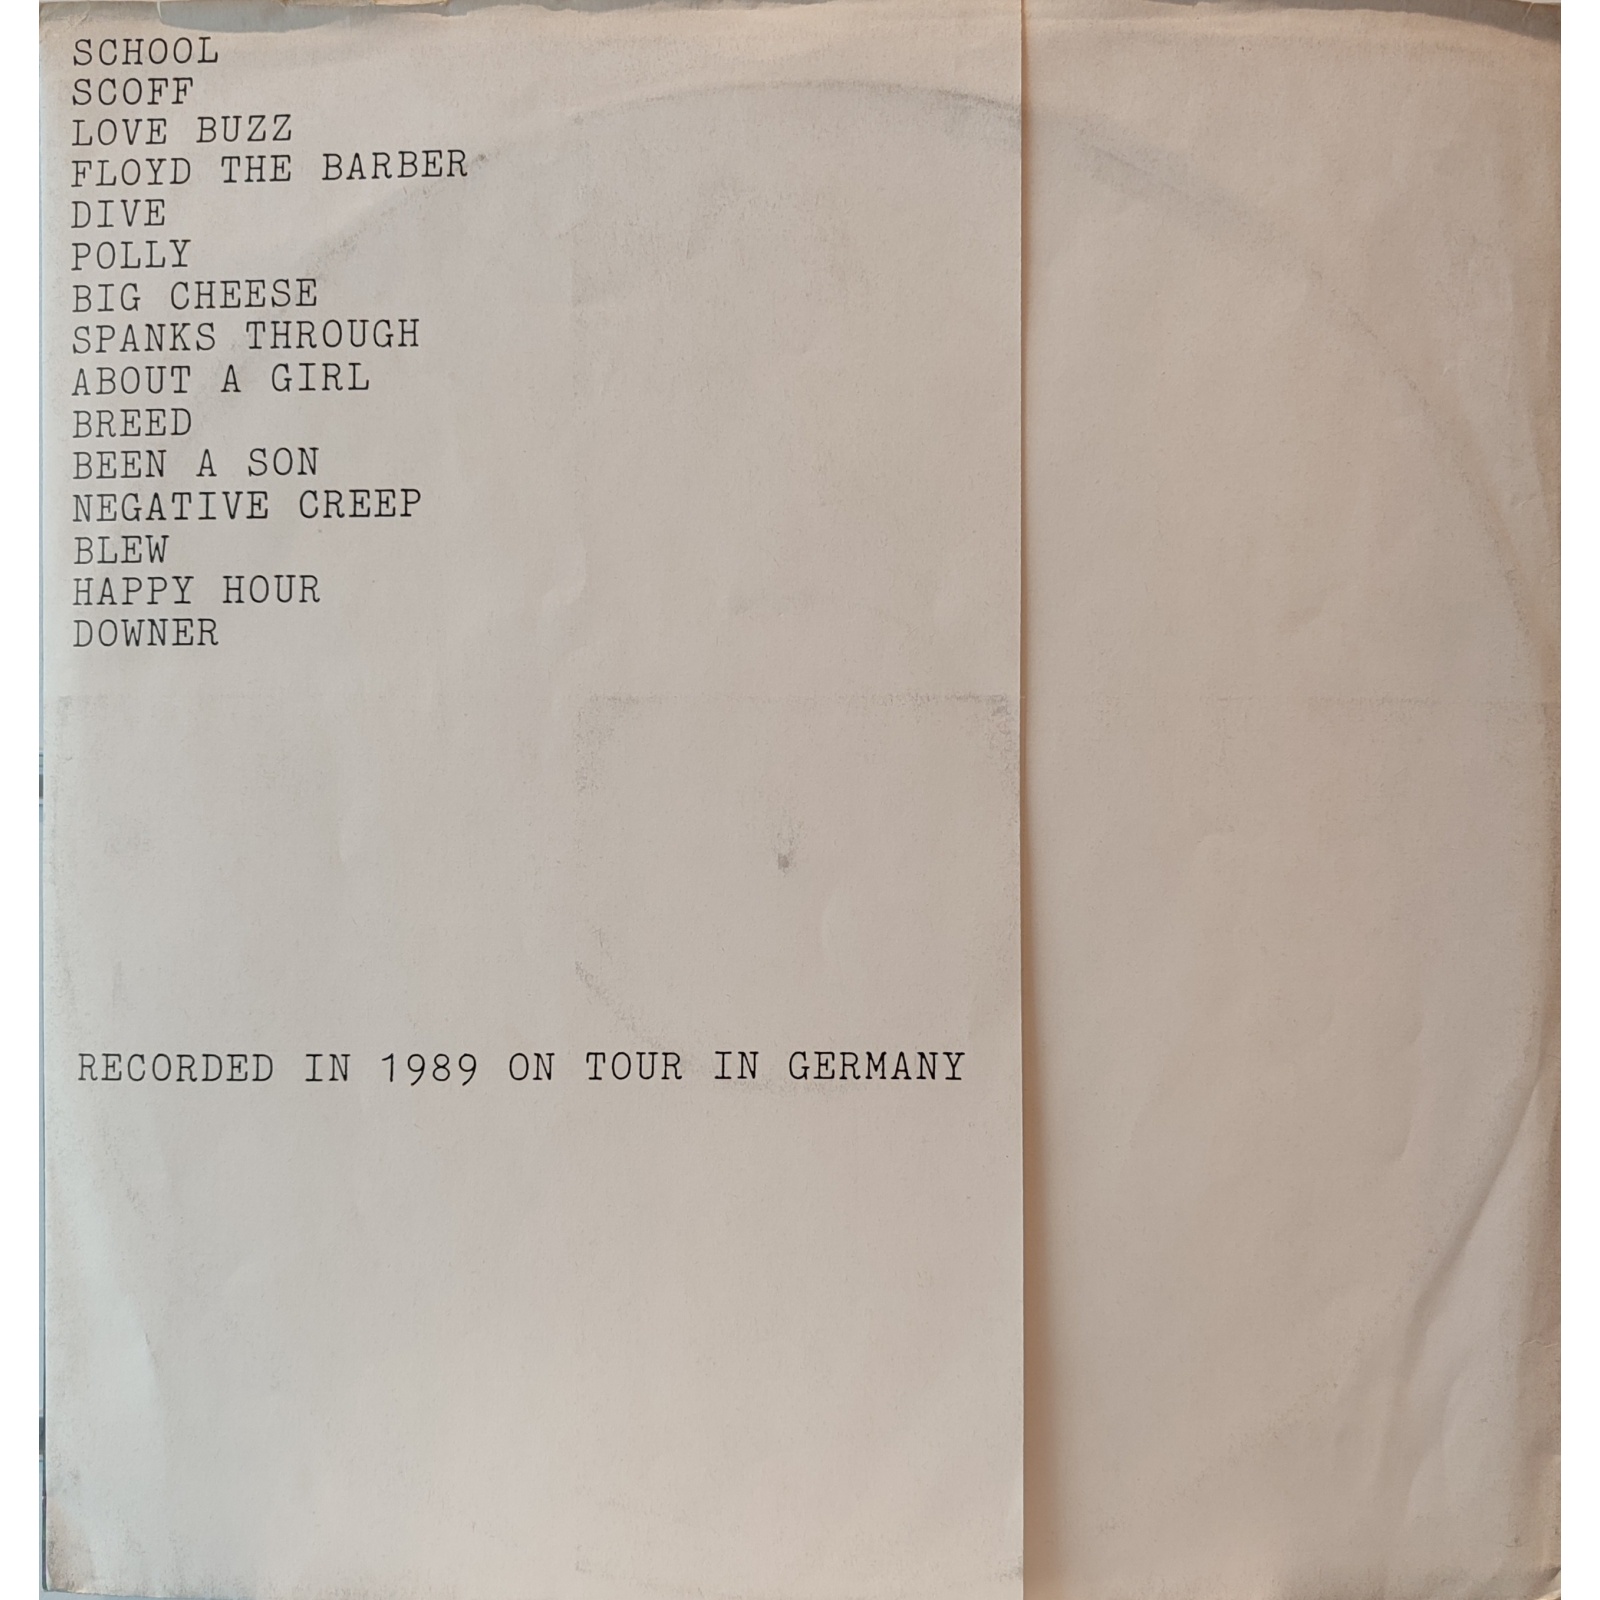 SCHOOL
SCOFF
LOVE BUZZ
FLOYD THE BARBER
DIVE
POLLY
BIG CHEESE
SPANKS THROUGH
ABOUT A GIRL
BREED
BEEN A SON
NEGATIVE CREEP
BLEW
HAPPY HOUR
DOWNER
RECORDED IN 1989 ON TOUR IN GERMANY